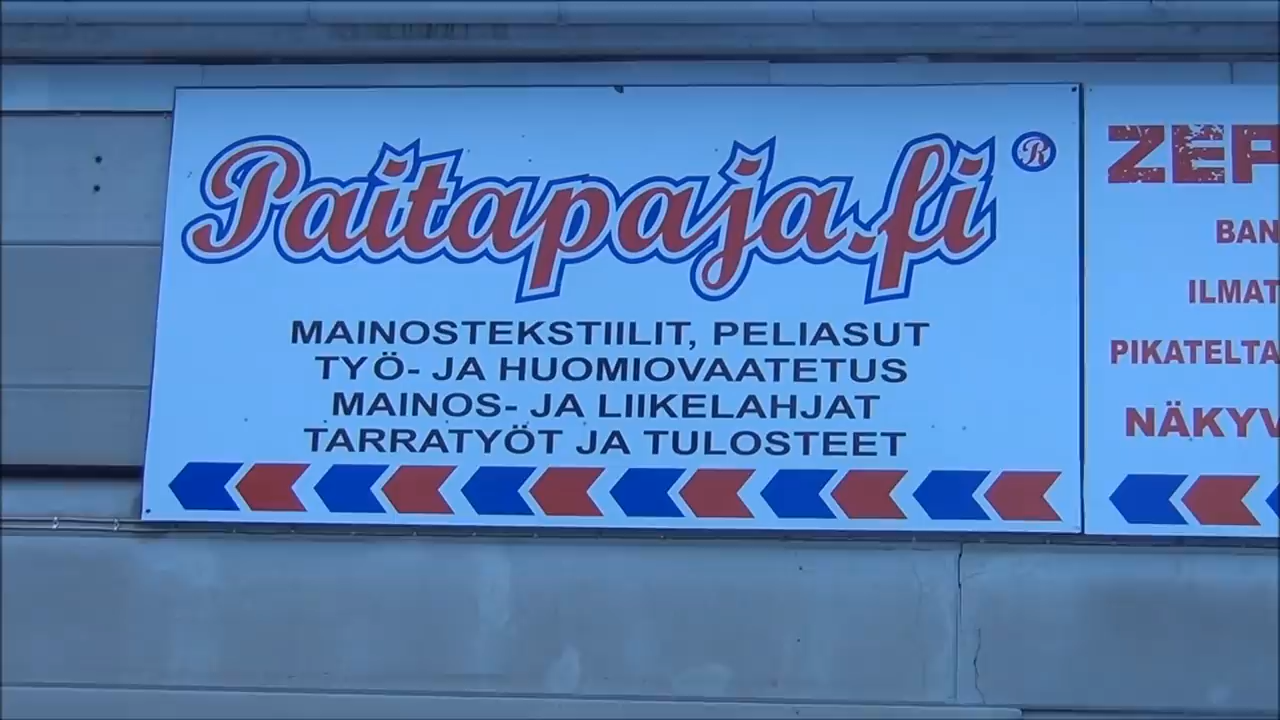 Paitapaja.fi ®
MAINOSTEKSTIILIT, PELIASUT
TYÖ- JA HUOMIOVAATETUS
MAINOS- JA LIIKELAHJAT
TARRATYÖT JA TULOSTEET
ZEP
BAN
ILMAT
PIKATELTA
NÄKYV